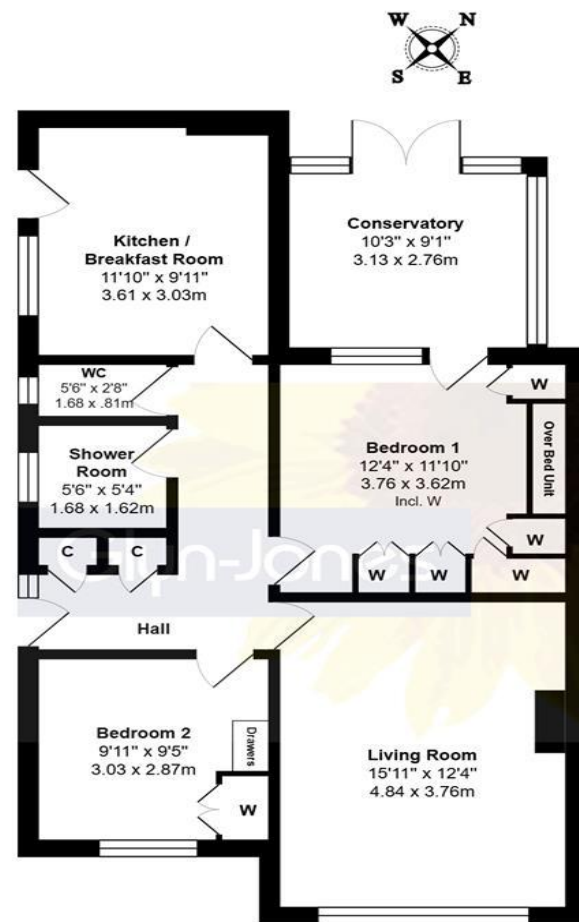 W N
S E
Kitchen /
Breakfast Room
11'10" x 9'11"
3.61 x 3.03m
Conservatory
10'3" x 9'1"
3.13 x 2.76m
WC
5'6" x 2'8"
1.68 x .81m
Shower
Room
5'6" x 5'4"
1.68 x 1.62m
Bedroom 1
12'4" x 11'10"
3.76 x 3.62m
Incl. W
W
Over Bed Unit
W
W
W
W
C
C
Glyn-Jones
Hall
Bedroom 2
9'11" x 9'5"
3.03 x 2.87m
Drawers
W
Living Room
15'11" x 12'4"
4.84 x 3.76m